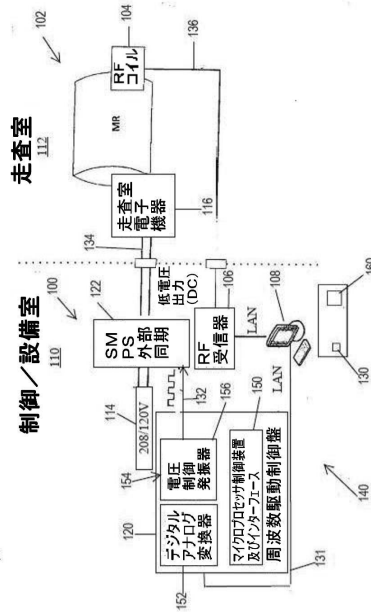 制御／設備室
110
100
走査室
112
102
208/120V
114
SM
PS
外部
同期
122
134
走査室
電子
機器
116
MR
RF
コイル
104
136
低電圧
出力
(DC)
132
120
152
154
デジタル
アナログ
変換器
電圧
制御
発振器
156
マイクロプロセッサ制御装置
及びインターフェース
150
周波数駆動制御盤
131
140
RF
受信器
106
LAN
LAN
108
130
160